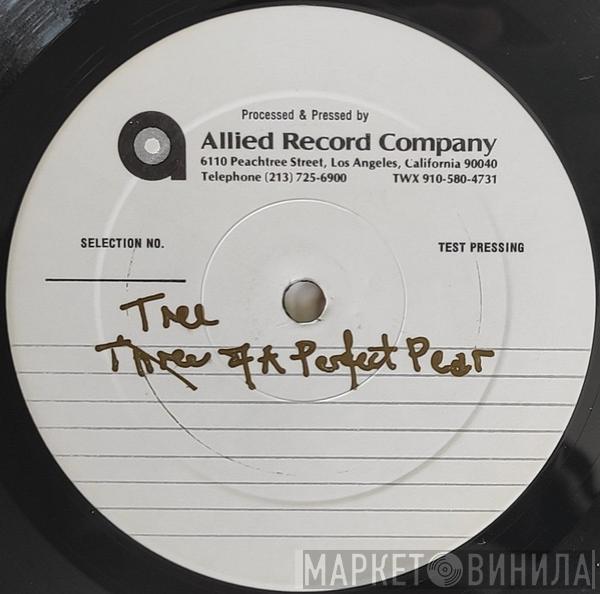 Processed & Pressed by
Allied Record Company
6110 Peachtree Street, Los Angeles, California 90040
Telephone (213) 725-6900 TWX 910-580-4731
SELECTION NO. TEST PRESSING
Tree
Three of A Perfect Pear
МАРКЕТ ВИНИЛА